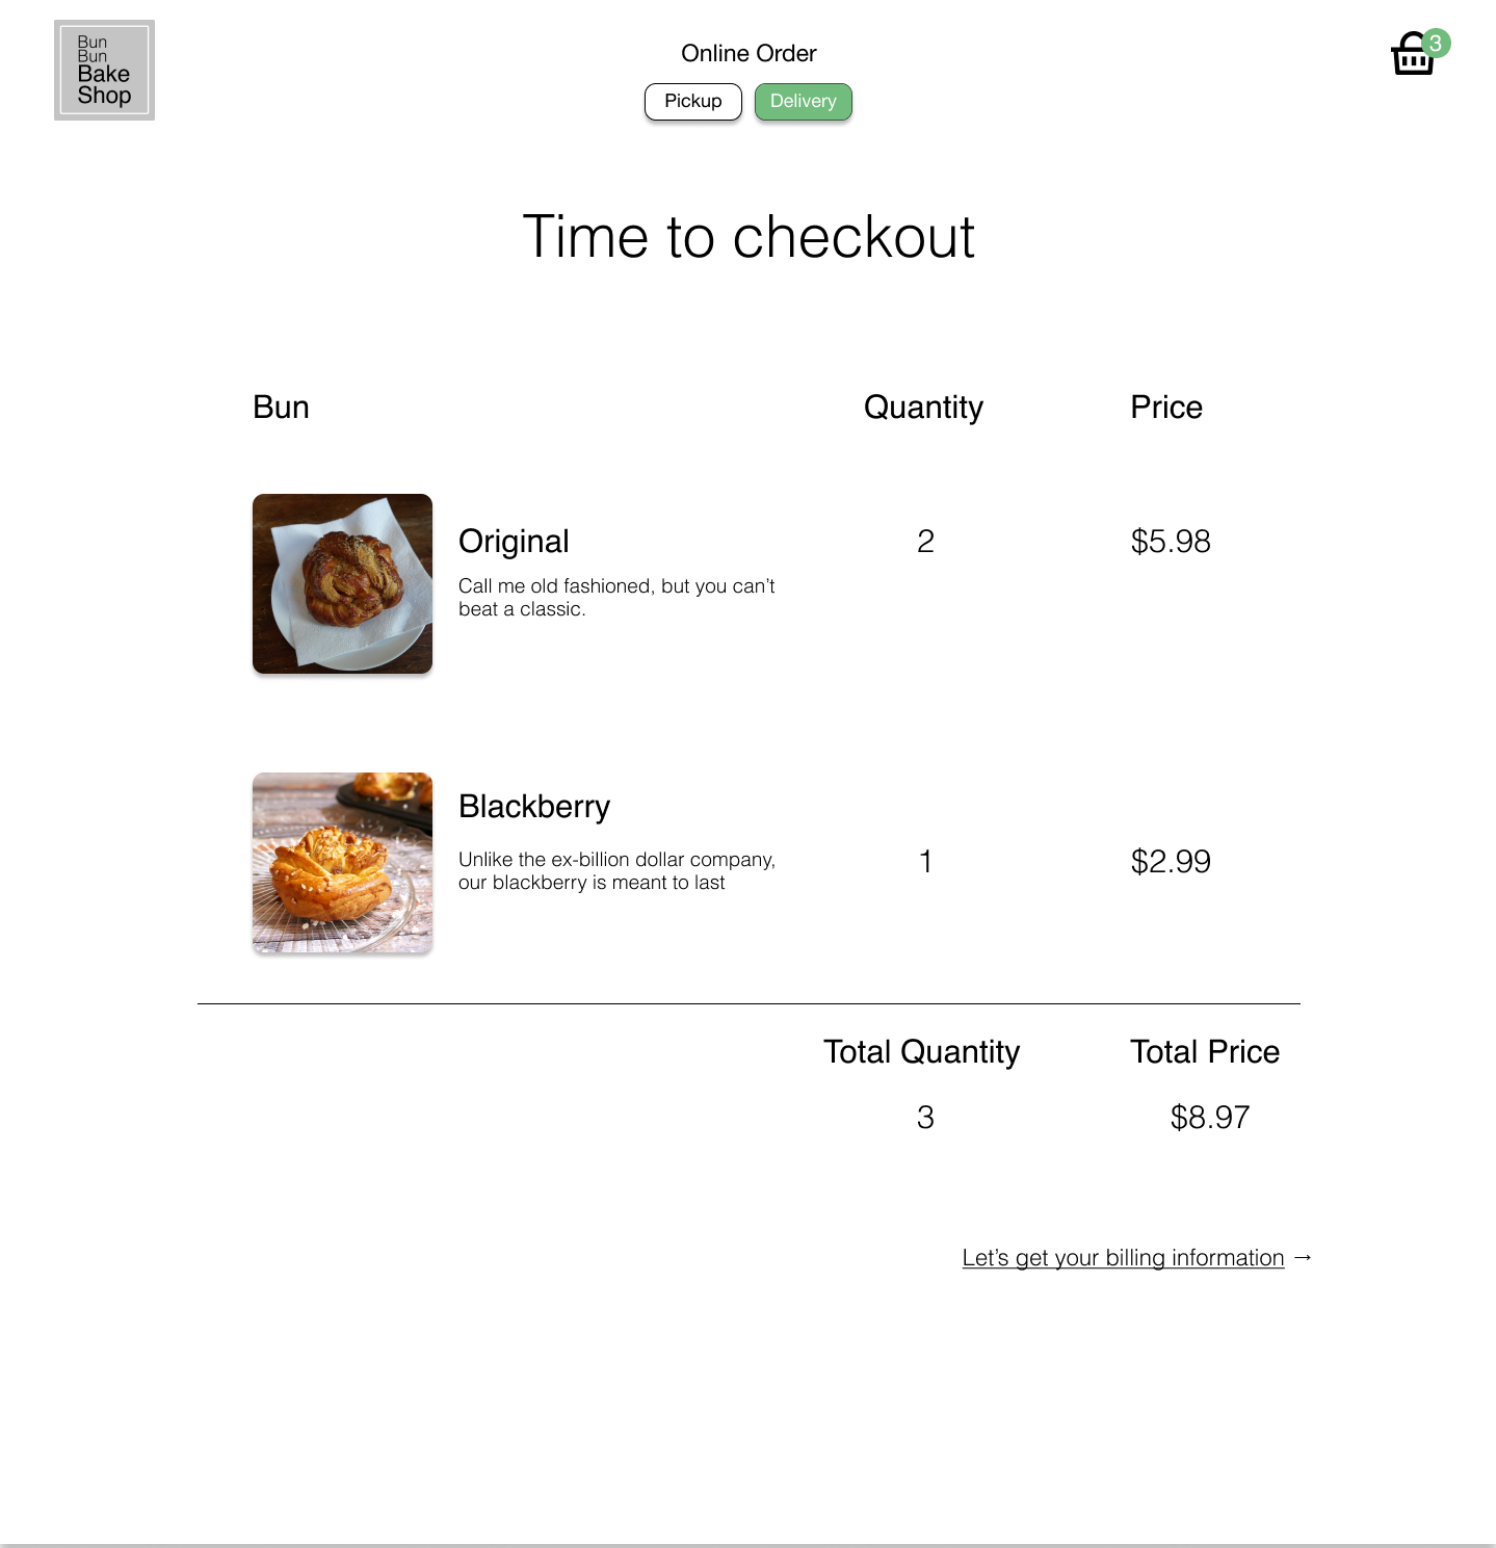 Bun
Bun
Bake
Shop
Online Order
Pickup Delivery
3
Time to checkout
Bun Quantity Price
Original 2 $5.98
Call me old fashioned, but you can’t
beat a classic.
Blackberry
Unlike the ex-billion dollar company,
our blackberry is meant to last
1 $2.99
Total Quantity Total Price
3 $8.97
Let’s get your billing information →